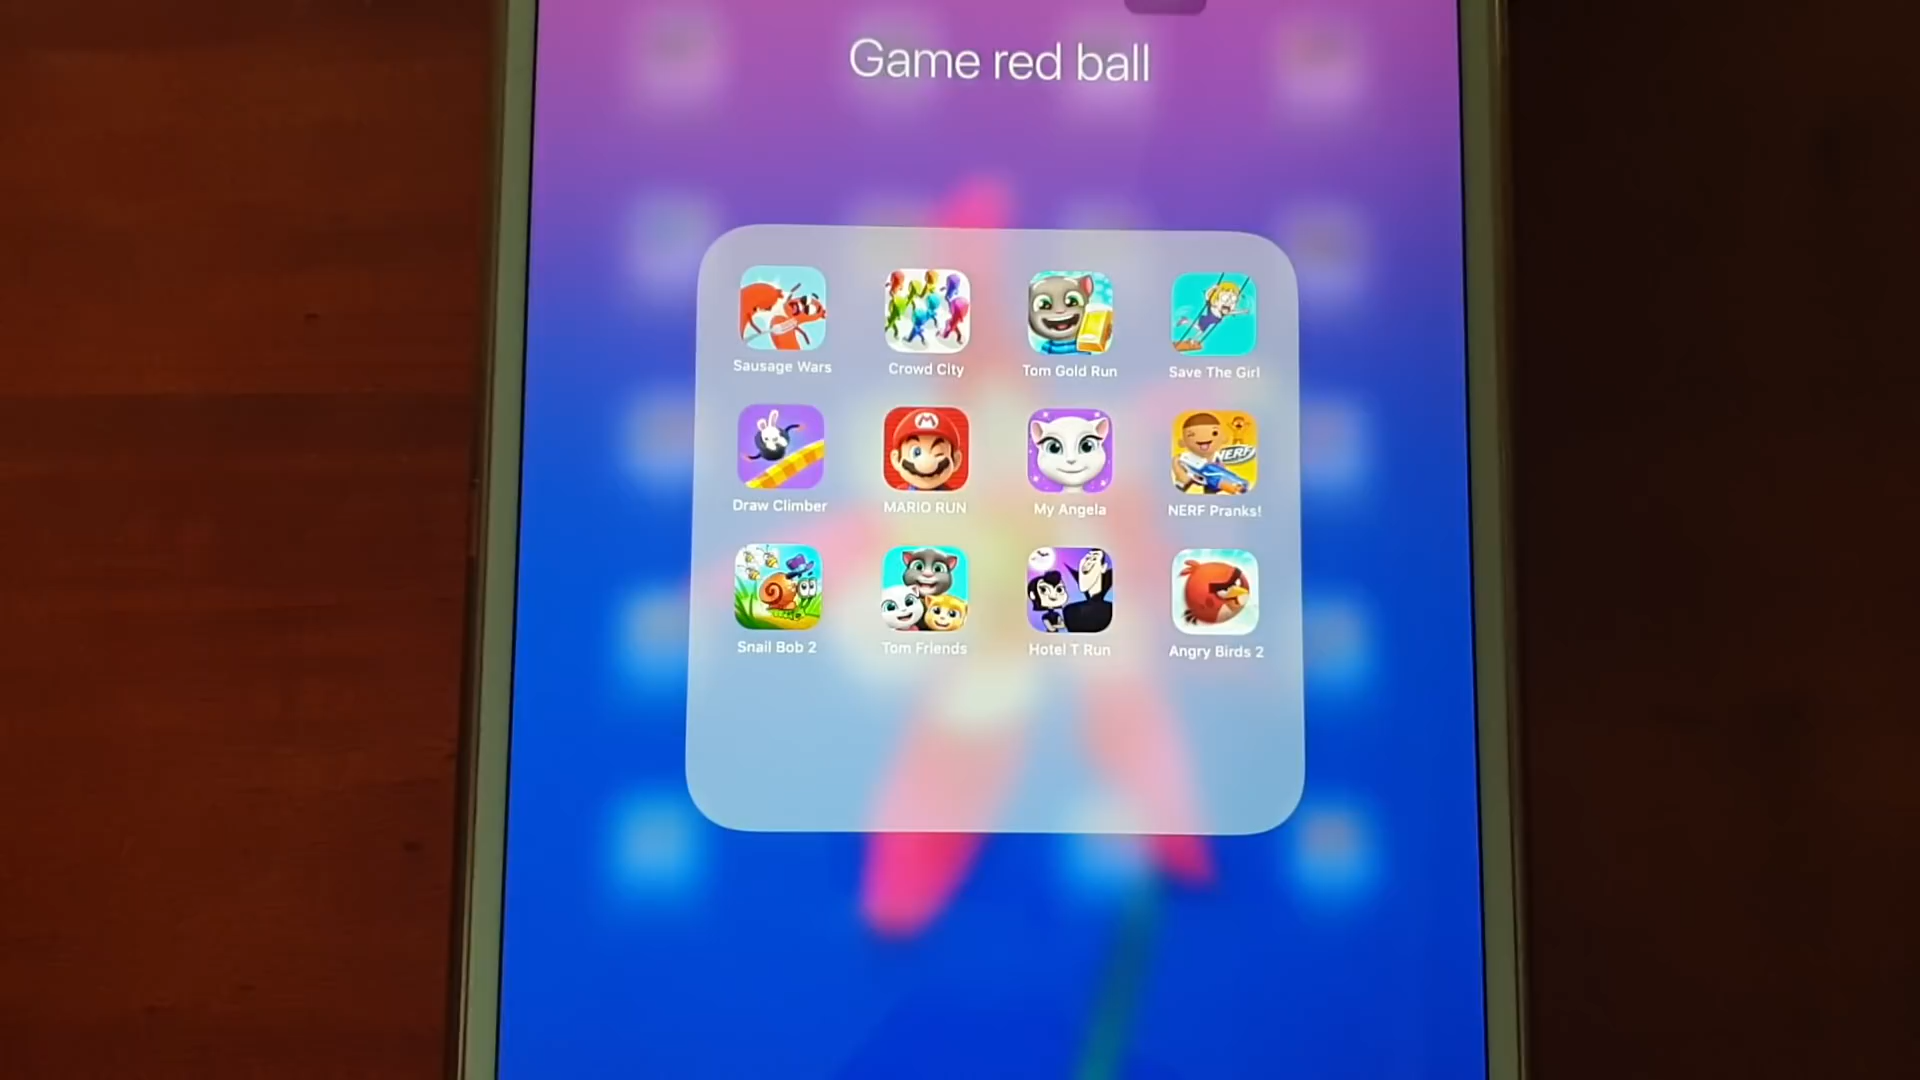 Game red ball
Sausage Wars
Crowd City
Tom Gold Run
Save The Girl
M
NERF
Draw Climber
MARIO RUN
My Angela
NERF Pranks!
Snail Bob 2
Tom Friends
Hotel T Run
Angry Birds 2